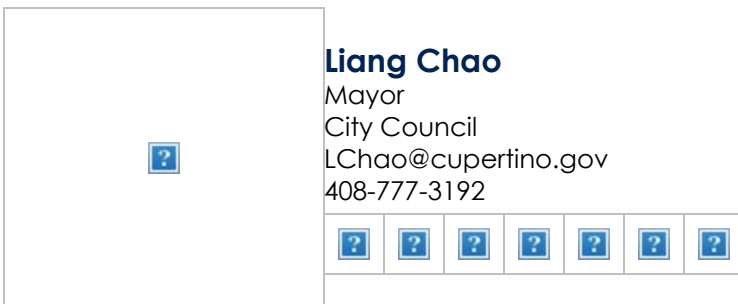 Liang Chao
Mayor
City Council
LChao@cupertino.gov
408-777-3192